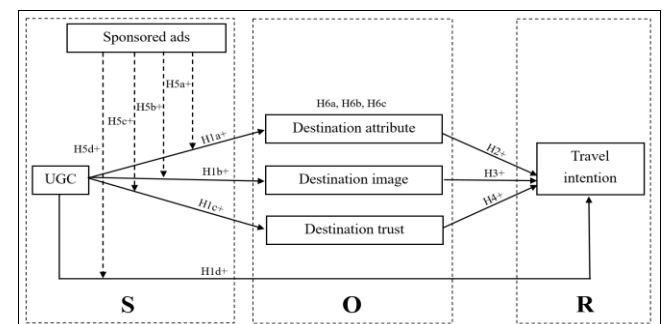 Sponsored ads
H5a+
H5b+
H5c+
H5d+
H6a, H6b, H6c
H1a+
Destination attribute
H2+
UGC
H1b+
Destination image
H3+
Travel
intention
H1c+
Destination trust
H4+
H1d+
S
O
R